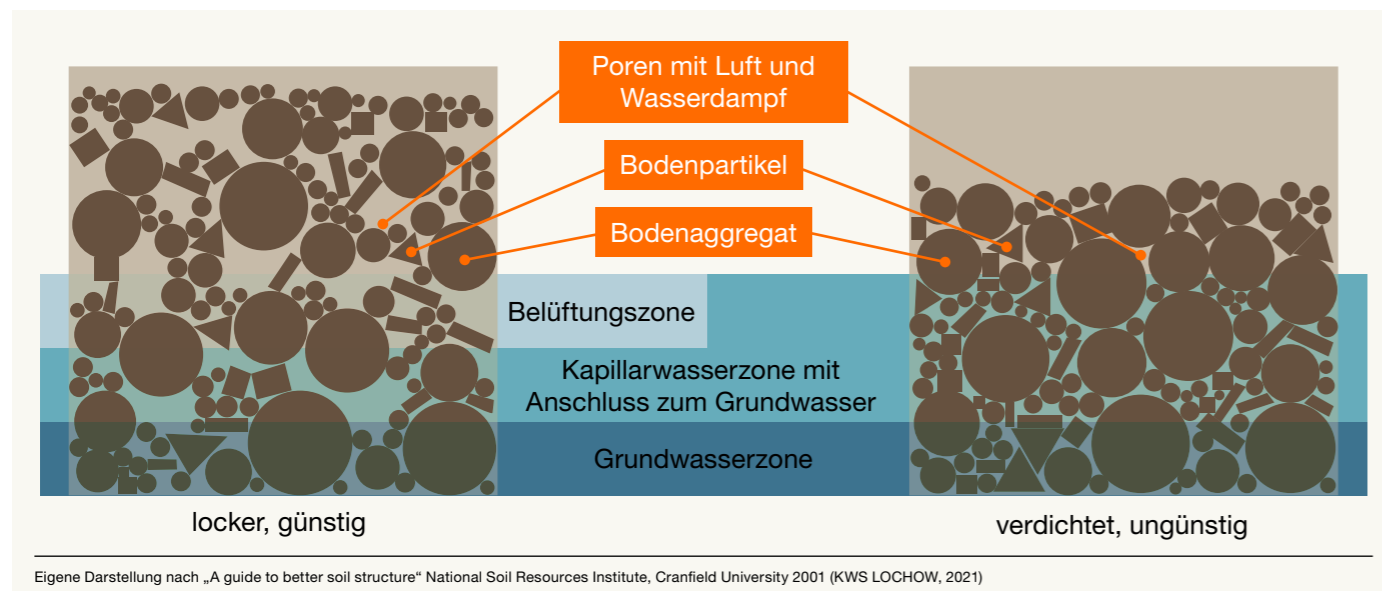 Poren mit Luft und
Wasserdampf
Bodenpartikel
Bodenaggregat
Belüftungszone
Kapillarwasserzone mit
Anschluss zum Grundwasser
Grundwasserzone
locker, günstig
verdichtet, ungünstig
Eigene Darstellung nach „A guide to better soil structure“ National Soil Resources Institute, Cranfield University 2001 (KWS LOCHOW, 2021)